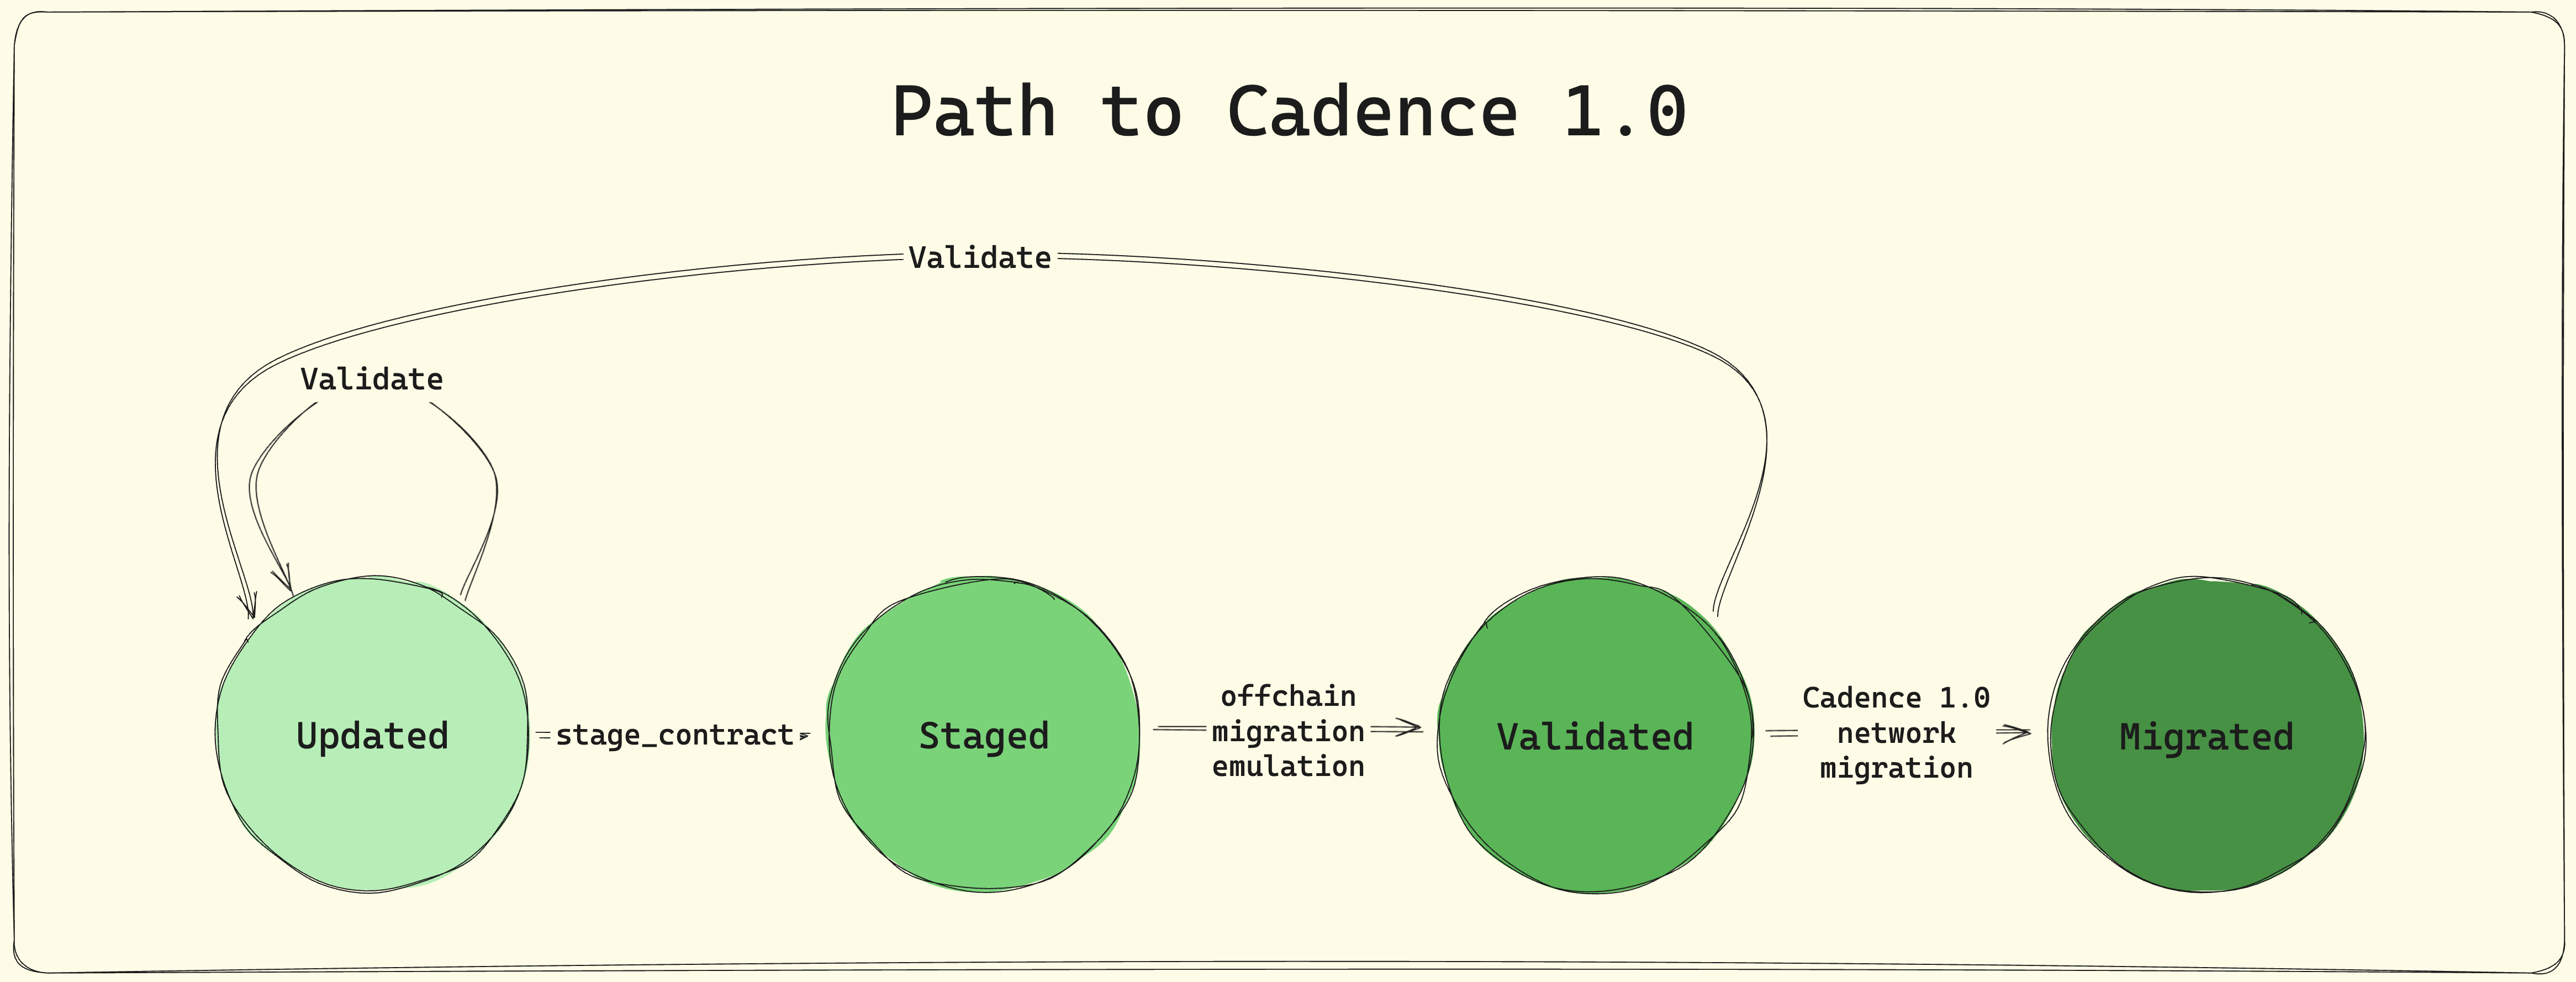 Path to Cadence 1.0
Validate
Validate
Updated
stage_contract
Staged
offchain
migration
emulation
Validated
Cadence 1.0
network
migration
Migrated